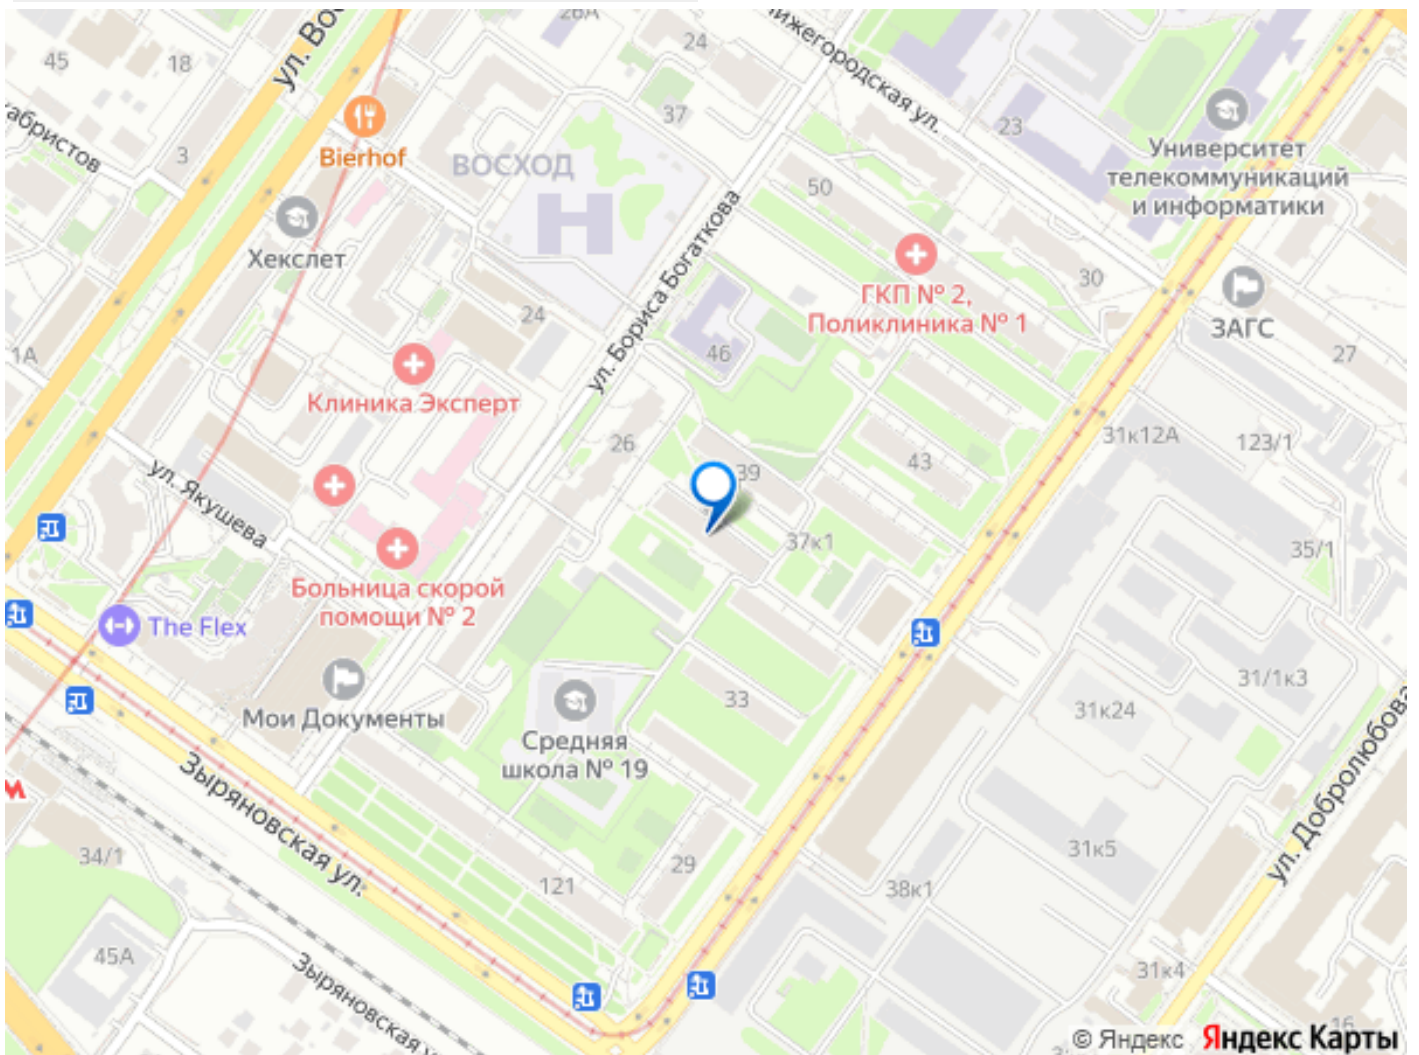 28А
24
ул. Вос
45
18
Нижегородская ул.
37
23
кабристов
3
Bierhof
ВОСХОД
50
Университет
телекоммуникаций
и информатики
Хекслет
ул. Бориса Богаткова
ГКП № 2,
Поликлиника № 1
30
ЗАГС
24
46
27
1А
Клиника Эксперт
26
43
31к12А
123/1
39
ул. Якушева
37к1
35/1
Больница скорой
помощи № 2
The Flex
31/1к3
33
31к24
Мои Документы
Средняя
школа № 19
ул. Добролюбова
Зыряновская ул.
34/1
31к5
29
121
38к1
45А
Зыряновская у
31к4
16
© Яндекс Яндекс Карты